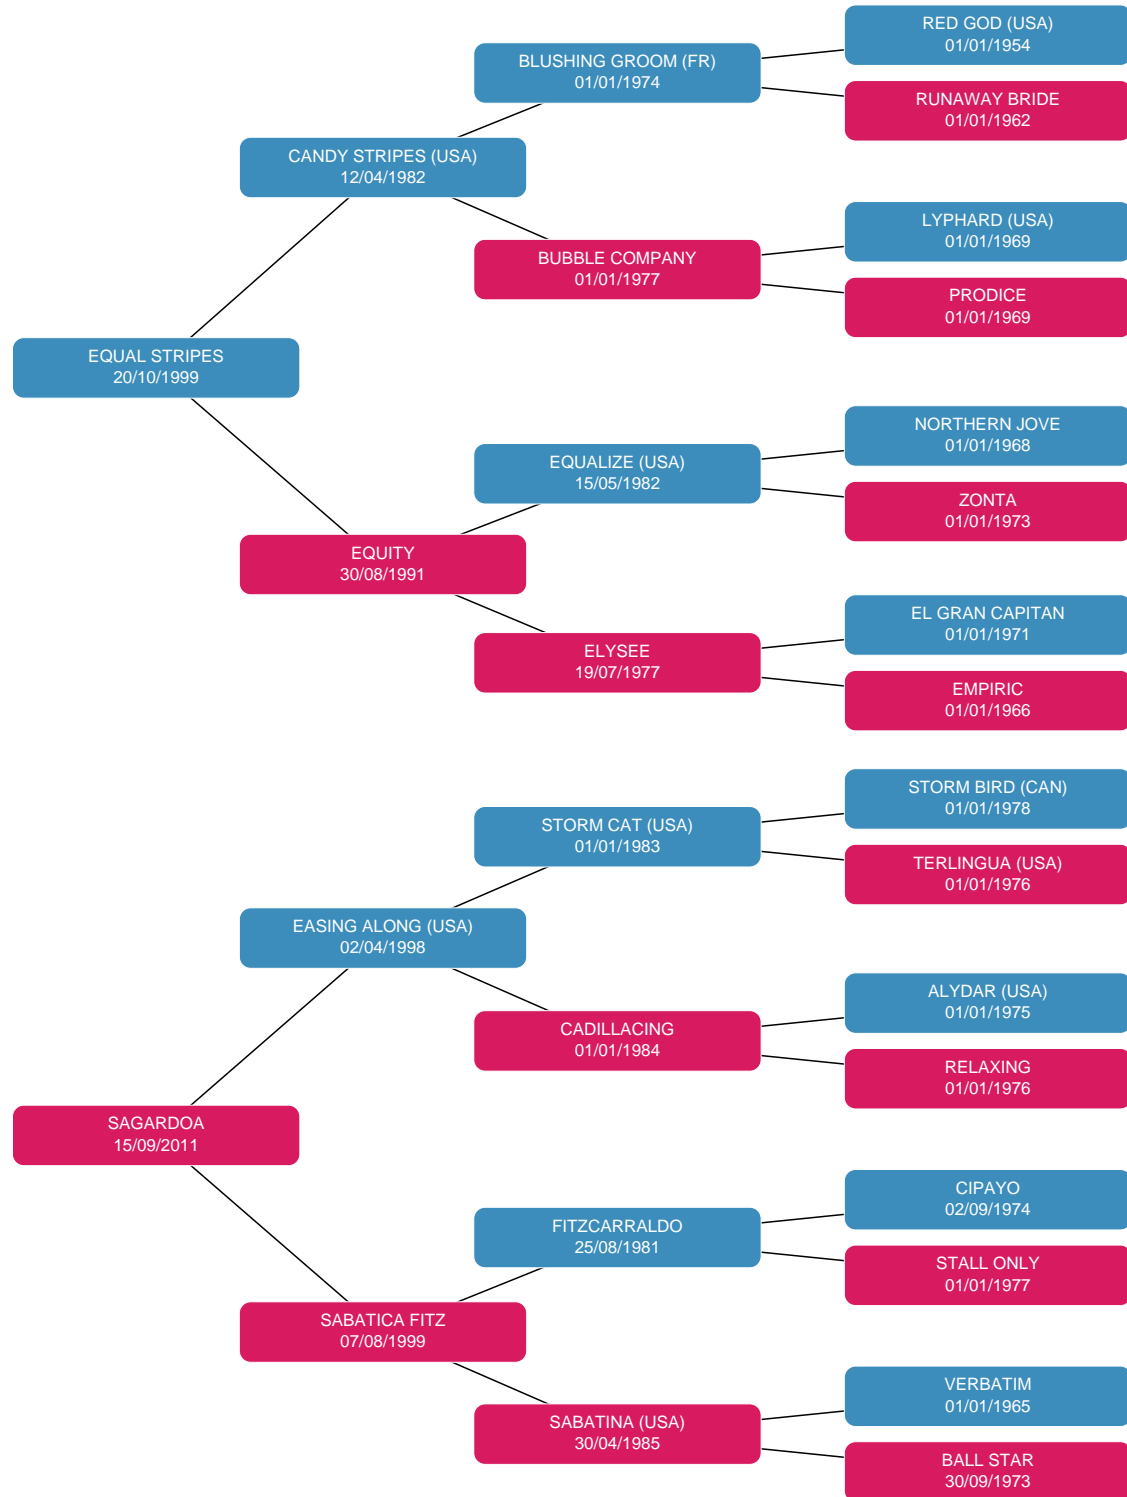 RED GOD (USA)
01/01/1954
BLUSHING GROOM (FR)
01/01/1974
RUNAWAY BRIDE
01/01/1962
CANDY STRIPES (USA)
12/04/1982
LYPHARD (USA)
01/01/1969
BUBBLE COMPANY
01/01/1977
PRODICE
01/01/1969
EQUAL STRIPES
20/10/1999
NORTHERN JOVE
01/01/1968
EQUALIZE (USA)
15/05/1982
ZONTA
01/01/1973
EQUITY
30/08/1991
EL GRAN CAPITAN
01/01/1971
ELYSEE
19/07/1977
EMPIRIC
01/01/1966
STORM BIRD (CAN)
01/01/1978
STORM CAT (USA)
01/01/1983
TERLINGUA (USA)
01/01/1976
EASING ALONG (USA)
02/04/1998
ALYDAR (USA)
01/01/1975
CADILLACING
01/01/1984
RELAXING
01/01/1976
SAGARDOA
15/09/2011
CIPAYO
02/09/1974
FITZCARRALDO
25/08/1981
STALL ONLY
01/01/1977
SABATICA FITZ
07/08/1999
VERBATIM
01/01/1965
SABATINA (USA)
30/04/1985
BALL STAR
30/09/1973